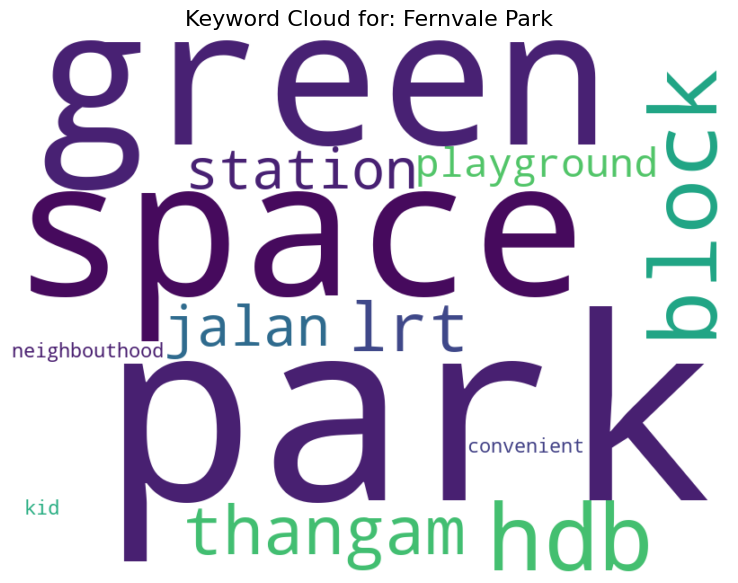 Keyword Cloud for: Fernvale Park
green
block
station
playground
space
jalan
lrt
neighbouthood
park
convenient
kid
thangam
hdb